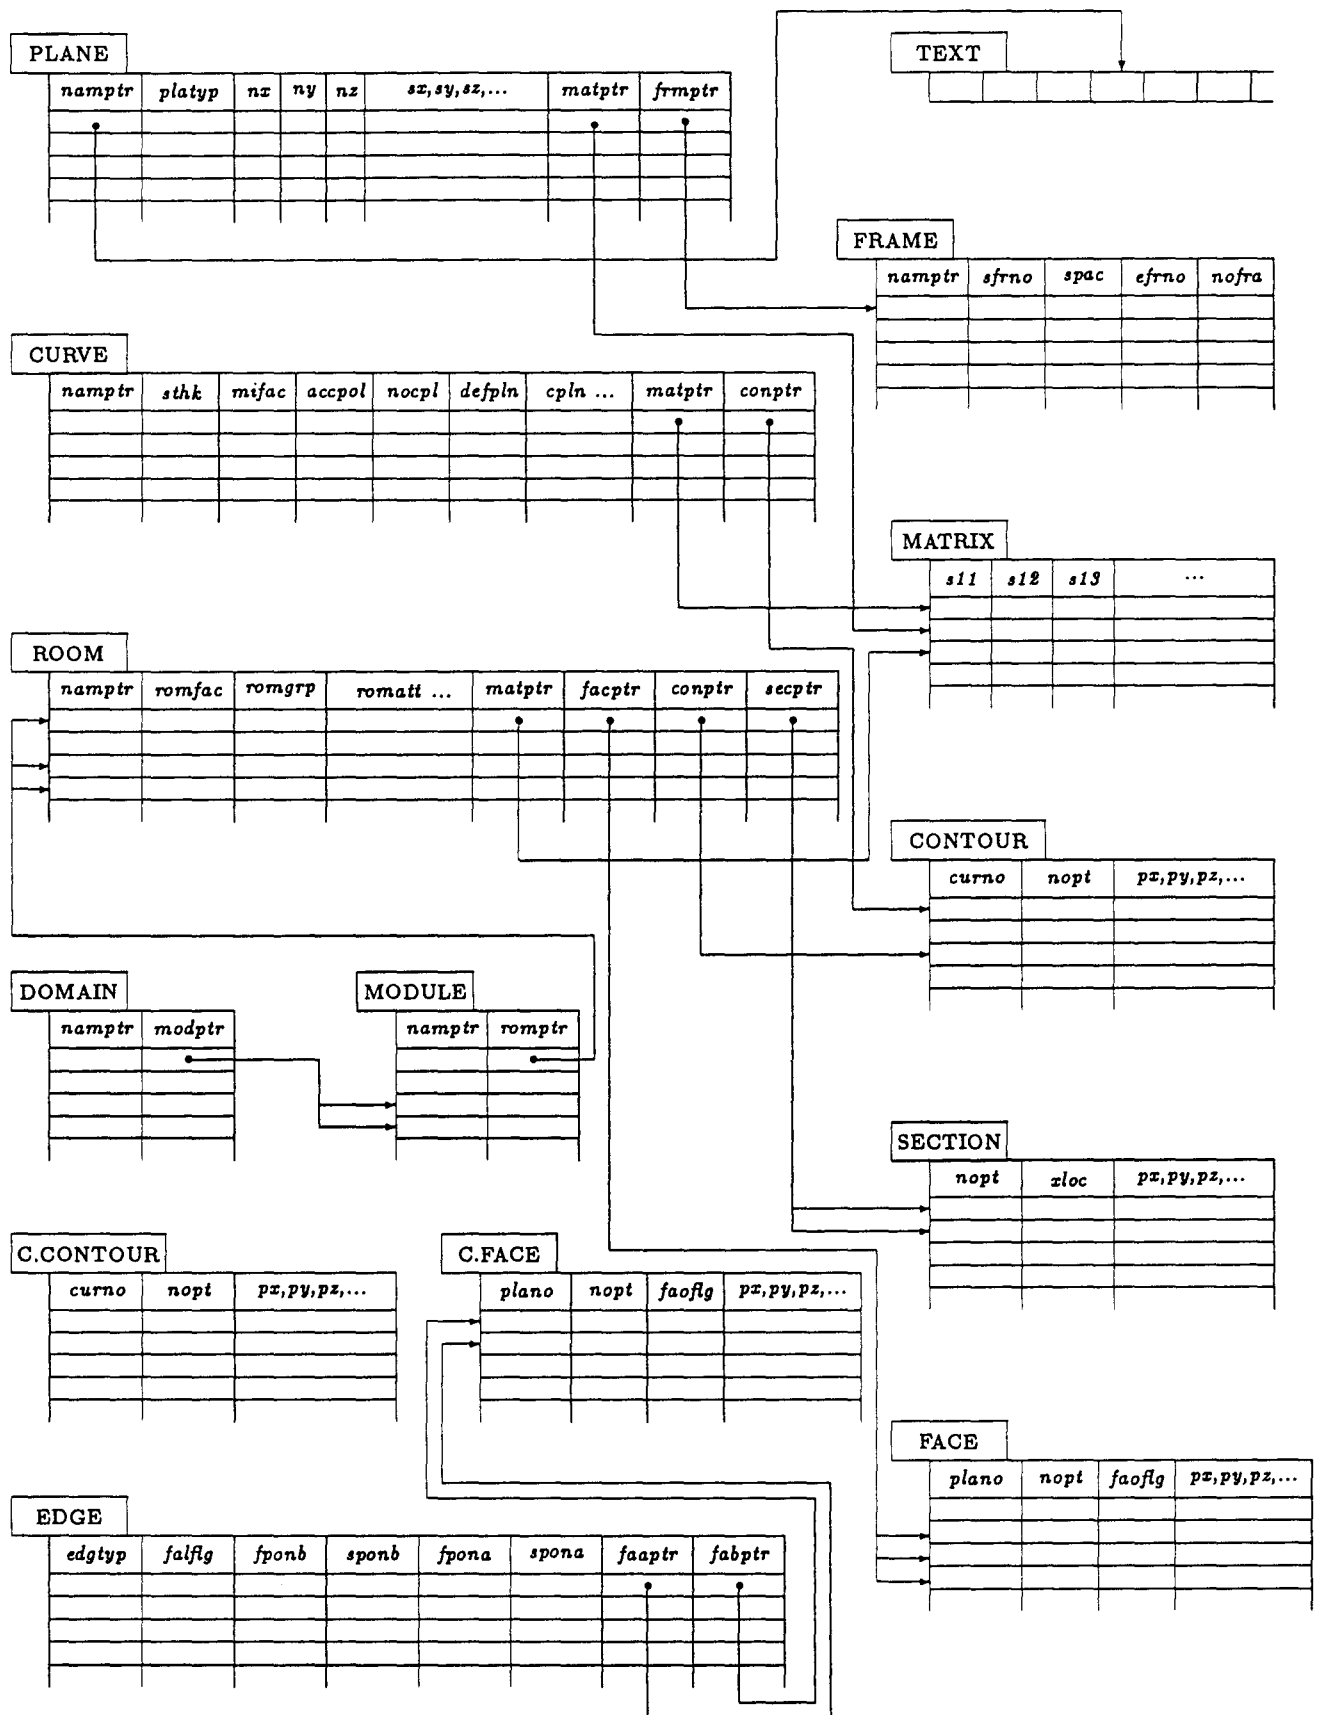 PLANE
namptr platyp nx ny nz sx,sy,sz,... matptr frmptr
TEXT
FRAME
namptr sfrno spac efrno nofra
CURVE
namptr sthk mifac accpol nocpl defpln cpln ... matptr conptr
MATRIX
s11 s12 s13 ...
ROOM
namptr romfac romgrp romatt ... matptr facptr conptr secptr
CONTOUR
curno nopt px,py,pz,...
DOMAIN
namptr modptr
MODULE
namptr romptr
SECTION
nopt xloc px,py,pz,...
C.CONTOUR
curno nopt px,py,pz,...
C.FACE
plano nopt faoflg px,py,pz,...
FACE
plano nopt faoflg px,py,pz,...
EDGE
edgtyp falflg fponb sponb fpona spona faaptr fabptr